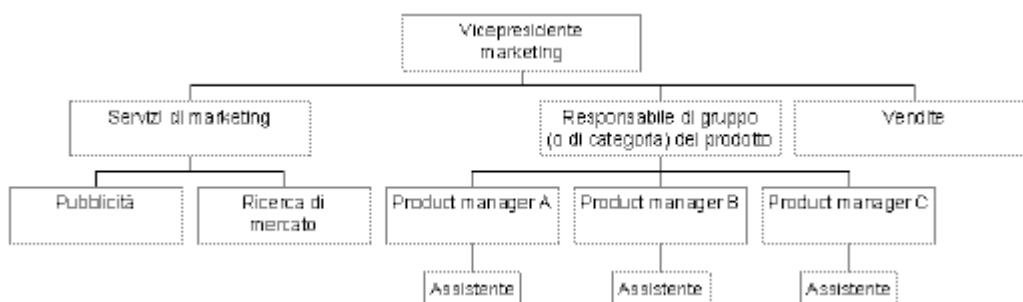 Vicepresidente
marketing
Servizi di marketing
Responsabile di gruppo
(o di categoria) del prodotto
Vendite
Pubblicità
Ricerca di
mercato
Product manager A
Product manager B
Product manager C
Assistente
Assistente
Assistente